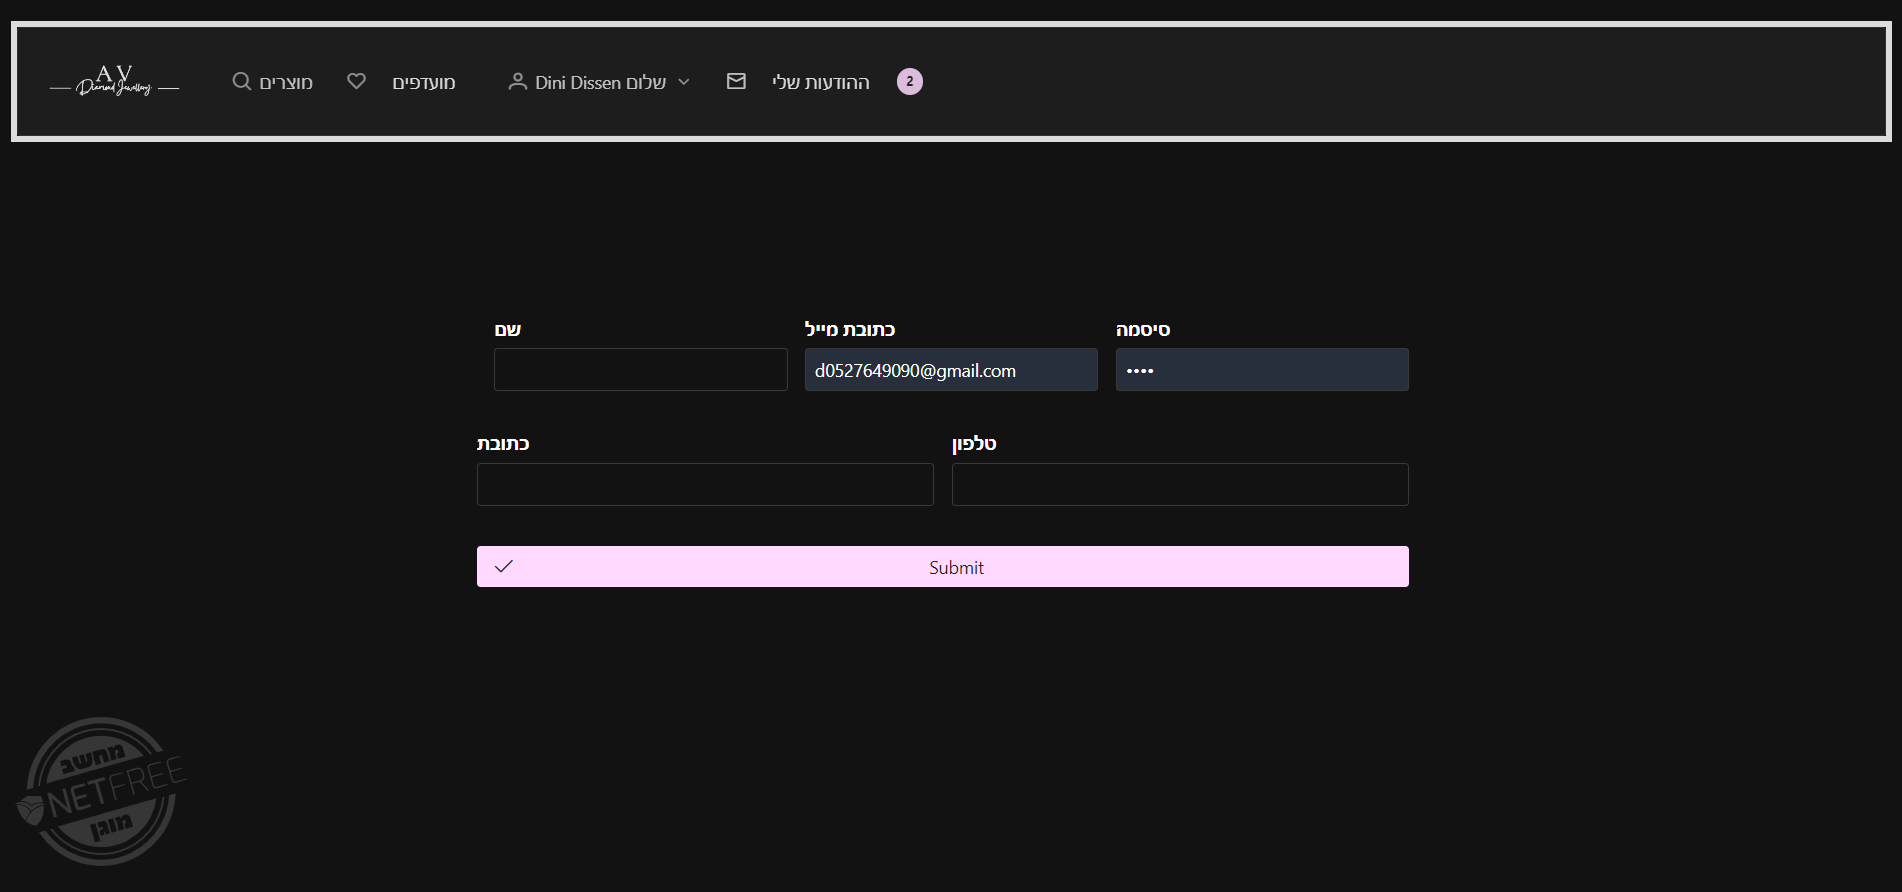 A V
Diamond Jewellery
מוצרים
מועדפים
שלום Dini Dissen
ההודעות שלי
2
שם
כתובת מייל
סיסמה
d0527649090@gmail.com
••••
כתובת
טלפון
Submit
מחשב
NETFREE
מוגן